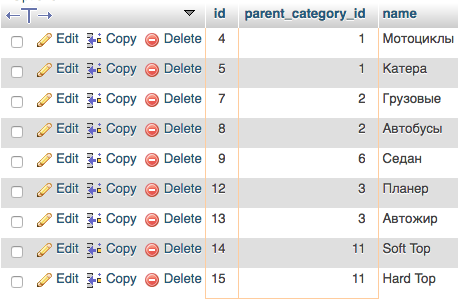 id parent_category_id name
Edit Copy Delete 4 1 Мотоциклы
Edit Copy Delete 5 1 Катера
Edit Copy Delete 7 2 Грузовые
Edit Copy Delete 8 2 Автобусы
Edit Copy Delete 9 6 Седан
Edit Copy Delete 12 3 Планер
Edit Copy Delete 13 3 Автожир
Edit Copy Delete 14 11 Soft Top
Edit Copy Delete 15 11 Hard Top